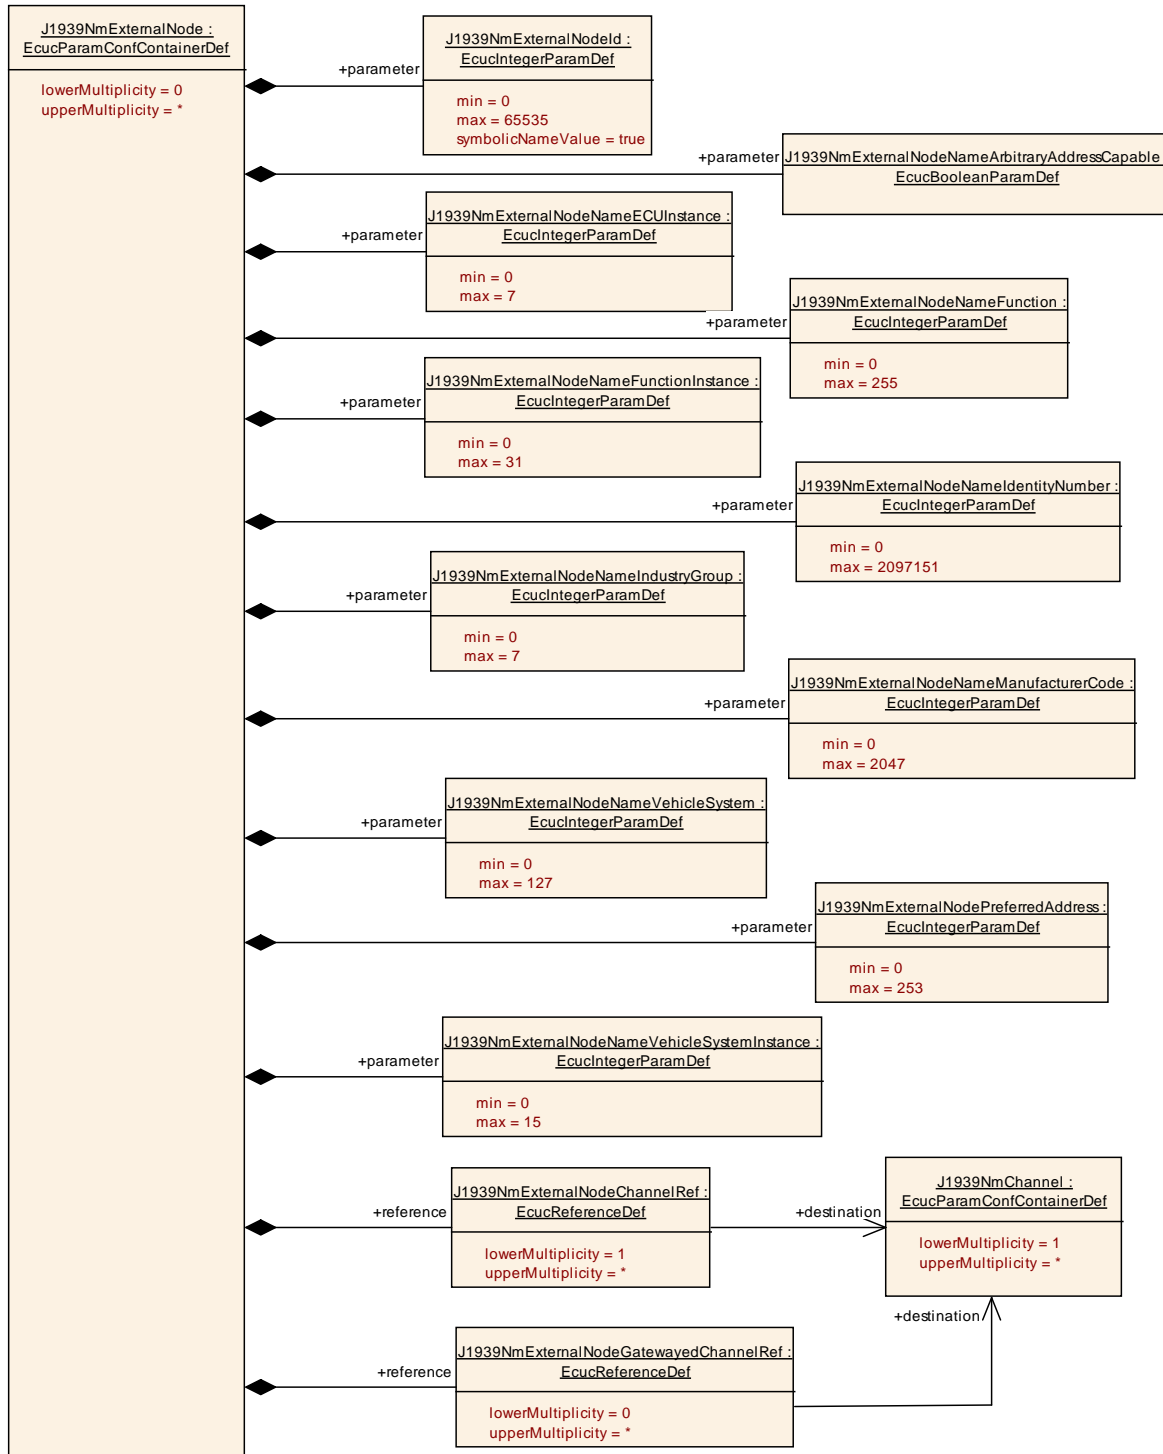 J1939NmExternalNode :
EcucParamConfContainerDef
lowerMultiplicity = 0
upperMultiplicity = *
+parameter
J1939NmExternalNodeId :
EcucIntegerParamDef
min = 0
max = 65535
symbolicNameValue = true
+parameter
J1939NmExternalNodeNameArbitraryAddressCapable
EcucBooleanParamDef
+parameter
J1939NmExternalNodeNameECUInstance :
EcucIntegerParamDef
min = 0
max = 7
+parameter
J1939NmExternalNodeNameFunction :
EcucIntegerParamDef
min = 0
max = 255
+parameter
J1939NmExternalNodeNameFunctionInstance :
EcucIntegerParamDef
min = 0
max = 31
+parameter
J1939NmExternalNodeNameIdentityNumber :
EcucIntegerParamDef
min = 0
max = 2097151
+parameter
J1939NmExternalNodeNameIndustryGroup :
EcucIntegerParamDef
min = 0
max = 7
+parameter
J1939NmExternalNodeNameManufacturerCode :
EcucIntegerParamDef
min = 0
max = 2047
+parameter
J1939NmExternalNodeNameVehicleSystem :
EcucIntegerParamDef
min = 0
max = 127
+parameter
J1939NmExternalNodePreferredAddress :
EcucIntegerParamDef
min = 0
max = 253
+parameter
J1939NmExternalNodeNameVehicleSystemInstance :
EcucIntegerParamDef
min = 0
max = 15
+reference
J1939NmExternalNodeChannelRef :
EcucReferenceDef
lowerMultiplicity = 1
upperMultiplicity = *
+destination
J1939NmChannel :
EcucParamConfContainerDef
lowerMultiplicity = 1
upperMultiplicity = *
+destination
+reference
J1939NmExternalNodeGatewayedChannelRef :
EcucReferenceDef
lowerMultiplicity = 0
upperMultiplicity = *